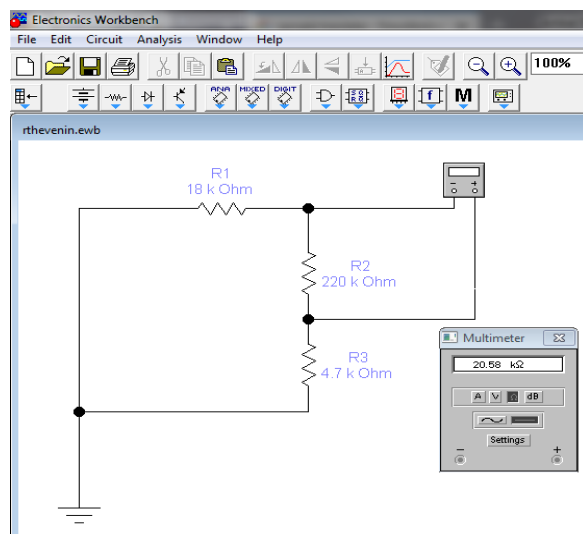 Electronics Workbench
File Edit Circuit Analysis Window Help
100%
ANA MIXED DIGIT
M
rthevenin.ewb
R1
18 k Ohm
R2
220 k Ohm
R3
4.7 k Ohm
Multimeter
20.58 kΩ
A V Ω dB
Settings